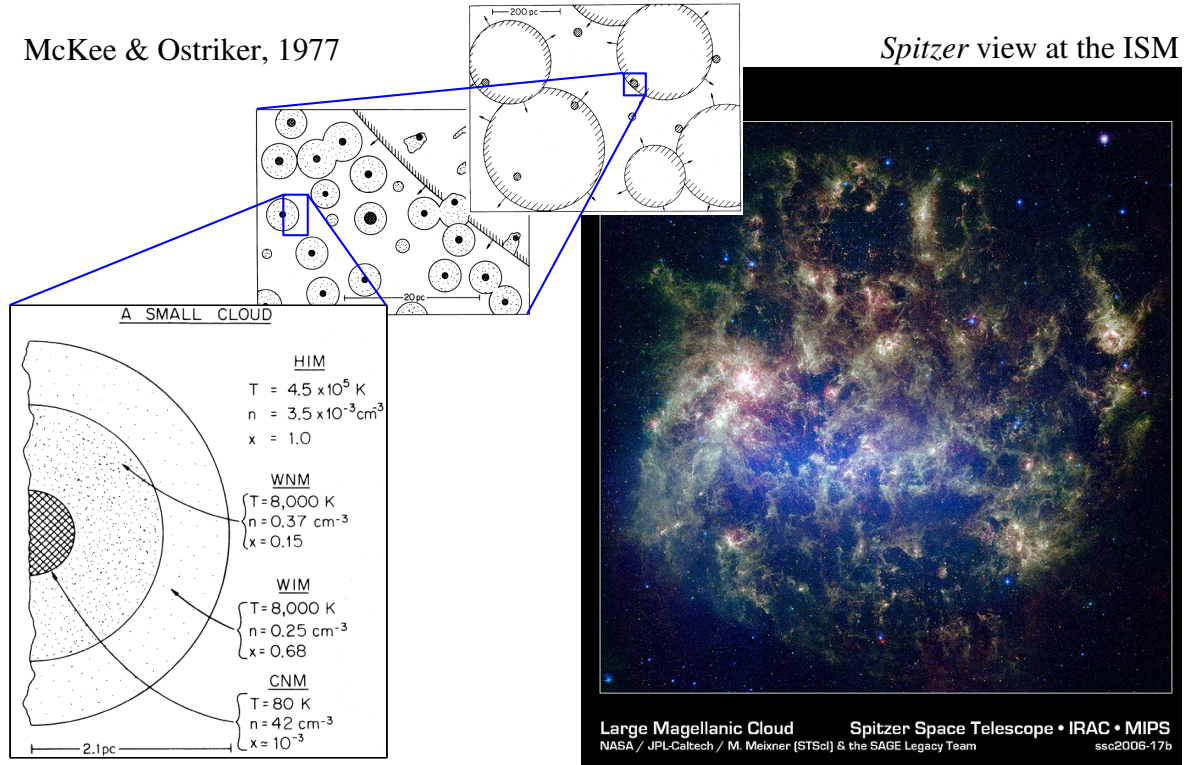 McKee & Ostriker, 1977
Spitzer view at the ISM
200 pc
20 pc
A SMALL CLOUD
HIM
T = 4.5 x 10⁵ K
n = 3.5 x 10⁻³ cm⁻³
x = 1.0
WNM
T = 8,000 K
n = 0.37 cm⁻³
x = 0.15
WIM
T = 8,000 K
n = 0.25 cm⁻³
x = 0.68
CNM
T = 80 K
n = 42 cm⁻³
x ≃ 10⁻³
2.1 pc
Large Magellanic Cloud
Spitzer Space Telescope • IRAC • MIPS
NASA / JPL-Caltech / M. Meixner (STScI) & the SAGE Legacy Team
ssc2006-17b